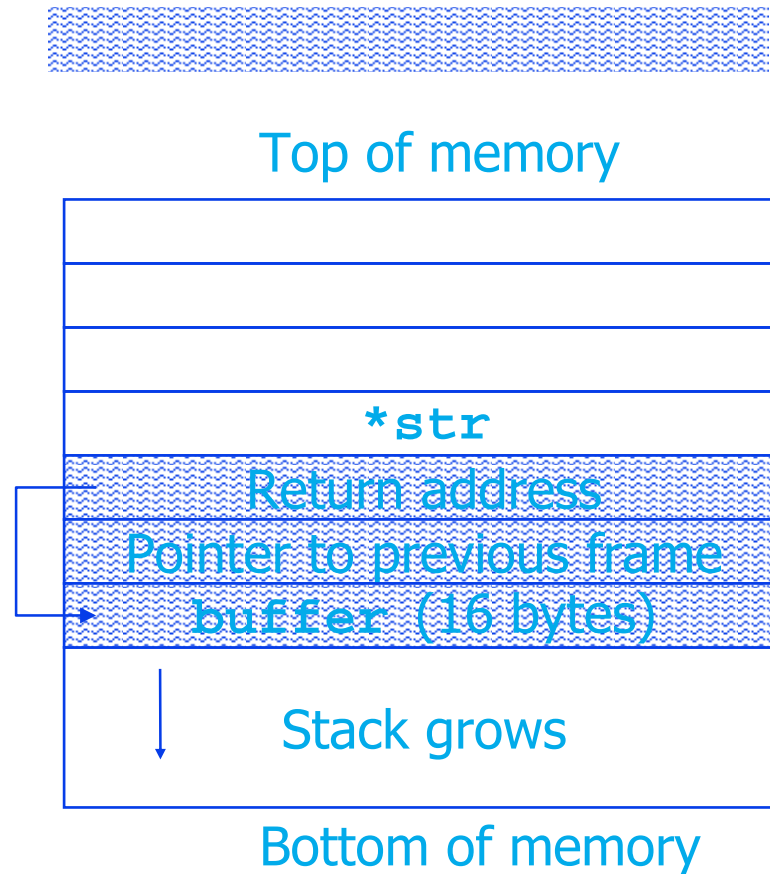 Top of memory
*str
Return address
Pointer to previous frame
buffer (16 bytes)
Stack grows
Bottom of memory